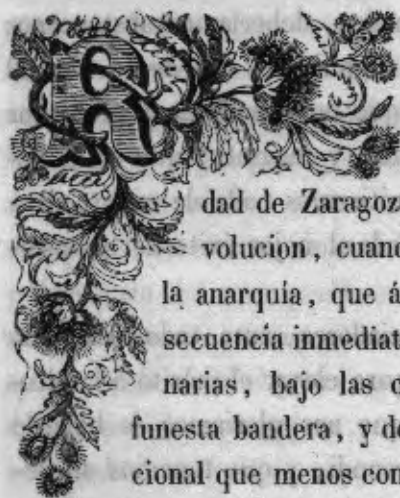 R
dad de Zaragoz
volucion, cuand
la anarquía, que á
secuencia inmediat
narias, bajo las c
funesta bandera, y de
cional que menos con